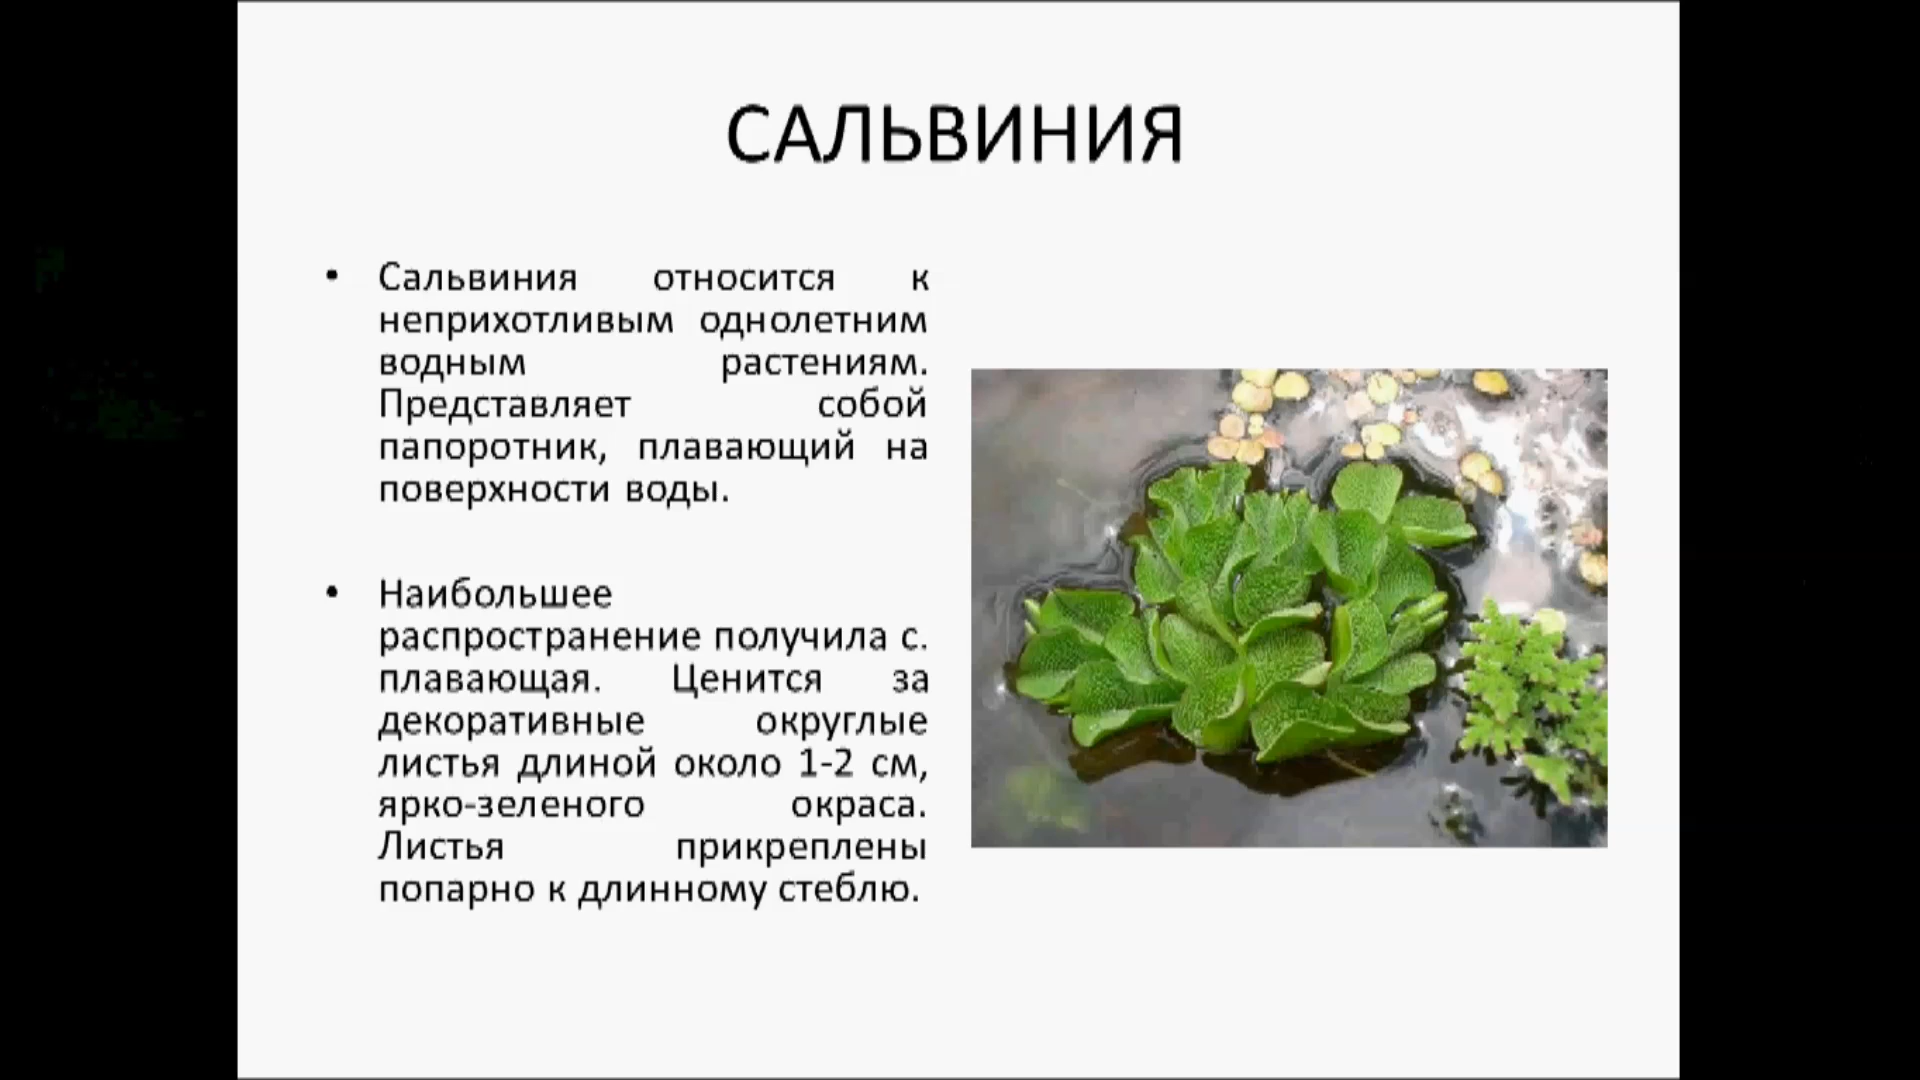 САЛЬВИНИЯ
• Сальвиния относится к
неприхотливым однолетним
водным растениям.
Представляет собой
папоротник, плавающий на
поверхности воды.
• Наибольшее
распространение получила с.
плавающая. Ценится за
декоративные округлые
листья длиной около 1-2 см,
ярко-зеленого окраса.
Листья прикреплены
попарно к длинному стеблю.